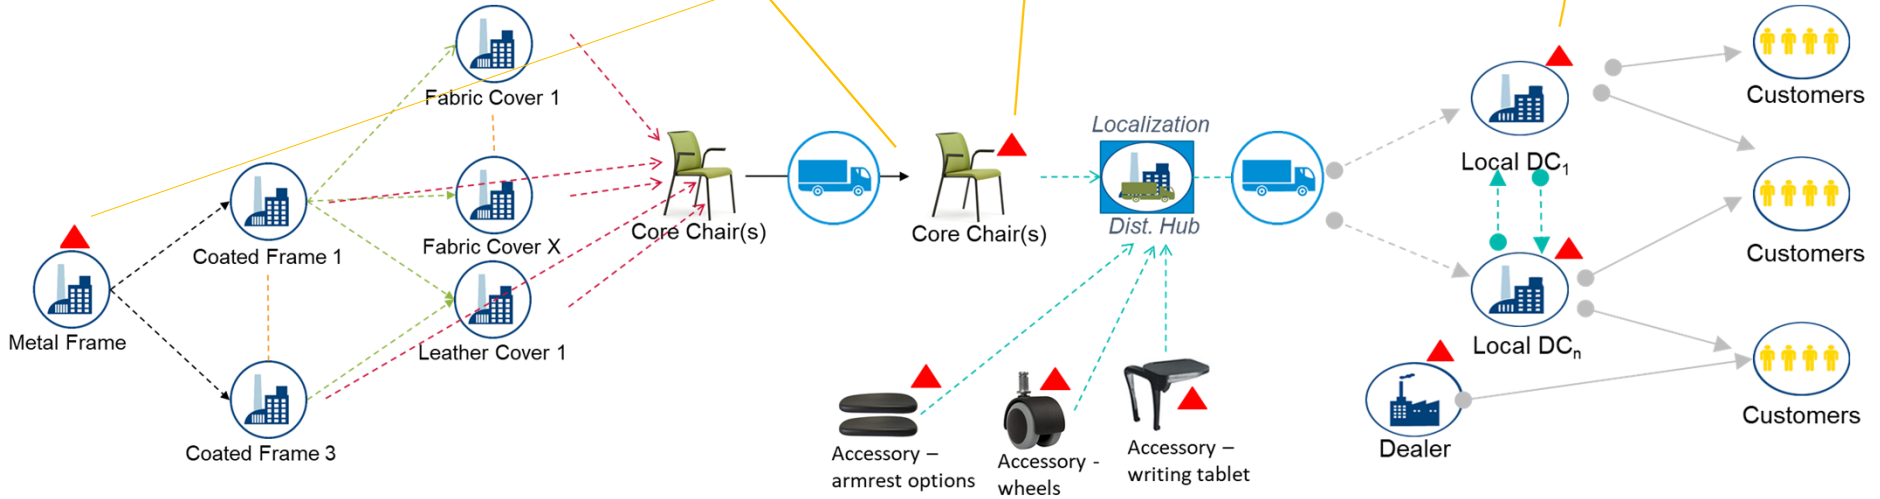 Fabric Cover 1
Coated Frame 1
Fabric Cover X
Metal Frame
Leather Cover 1
Coated Frame 3
Core Chair(s)
Core Chair(s)
Localization
Dist. Hub
Accessory –
armrest options
Accessory -
wheels
Accessory –
writing tablet
Local DC1
Local DCn
Dealer
Customers
Customers
Customers